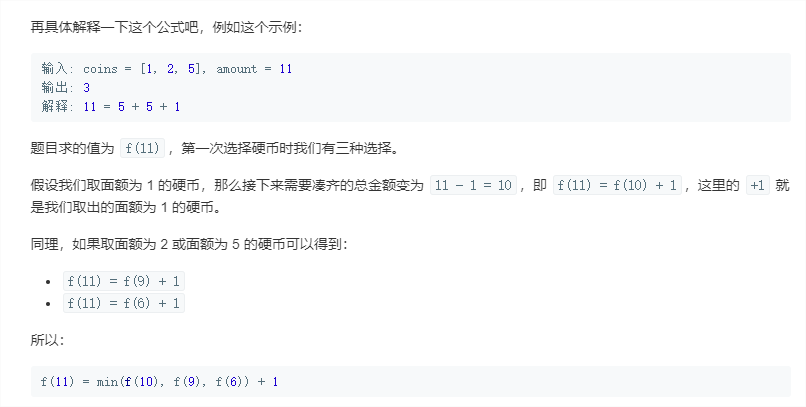 再具体解释一下这个公式吧，例如这个示例：
输入: coins = [1, 2, 5], amount = 11
输出: 3
解释: 11 = 5 + 5 + 1
题目求的值为 f(11)，第一次选择硬币时我们有三种选择。
假设我们取面额为 1 的硬币，那么接下来需要凑齐的总金额变为 11 - 1 = 10，即 f(11) = f(10) + 1，这里的 +1 就
是我们取出的面额为 1 的硬币。
同理，如果取面额为 2 或面额为 5 的硬币可以得到：
• f(11) = f(9) + 1
• f(11) = f(6) + 1
所以：
f(11) = min(f(10), f(9), f(6)) + 1